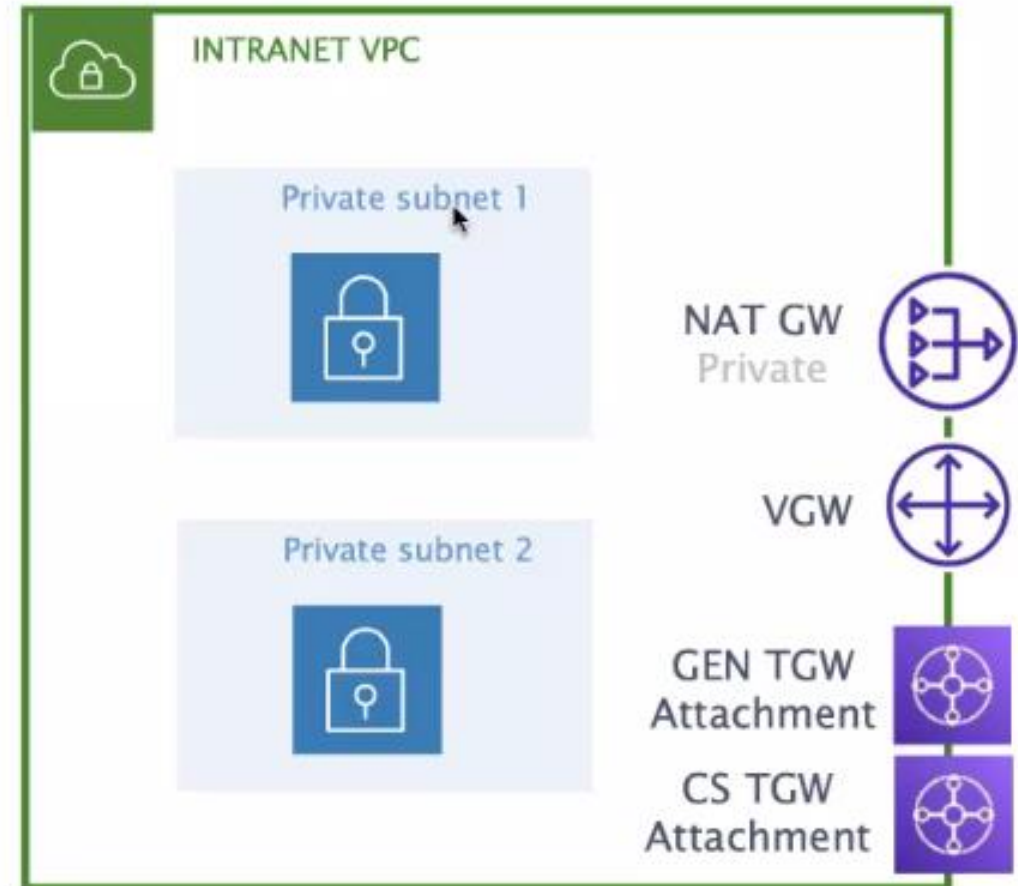 INTRANET VPC
Private subnet 1
NAT GW
Private
VGW
Private subnet 2
GEN TGW
Attachment
CS TGW
Attachment